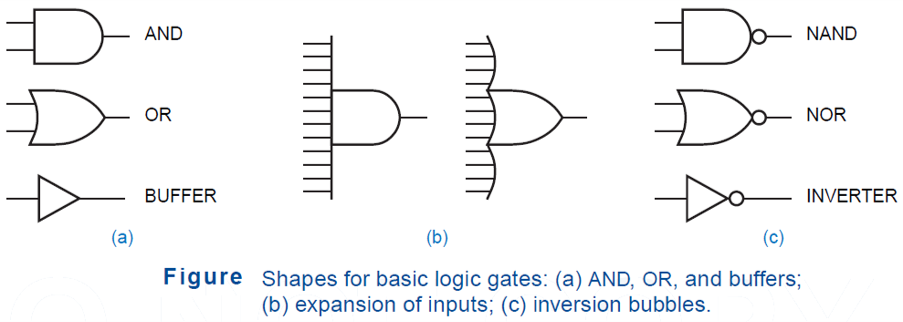 AND
OR
BUFFER
(a)
(b)
NAND
NOR
INVERTER
(c)
Figure Shapes for basic logic gates: (a) AND, OR, and buffers;
(b) expansion of inputs; (c) inversion bubbles.